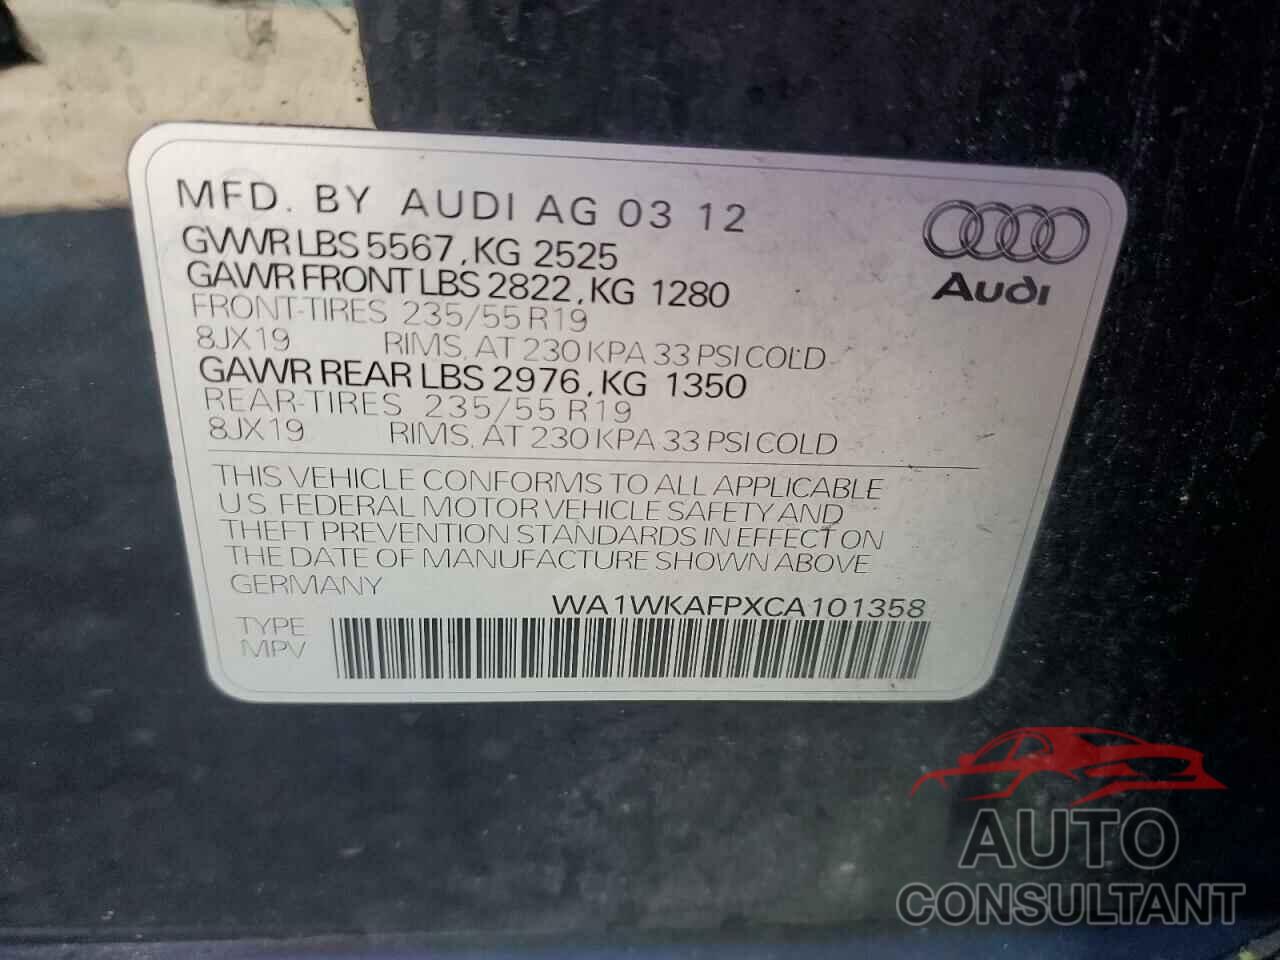 MFD. BY AUDI AG 03 12
GVWR LBS 5567, KG 2525
GAWR FRONT LBS 2822, KG 1280
FRONT-TIRES 235/55 R19
8JX19 RIMS, AT 230 KPA 33 PSI COLD
GAWR REAR LBS 2976, KG 1350
REAR-TIRES 235/55 R19
8JX19 RIMS, AT 230 KPA 33 PSI COLD
Audi
THIS VEHICLE CONFORMS TO ALL APPLICABLE
U.S. FEDERAL MOTOR VEHICLE SAFETY AND
THEFT PREVENTION STANDARDS IN EFFECT ON
THE DATE OF MANUFACTURE SHOWN ABOVE
GERMANY
WA1WKAFPXCA101358
TYPE
MPV
AUTO
CONSULTANT